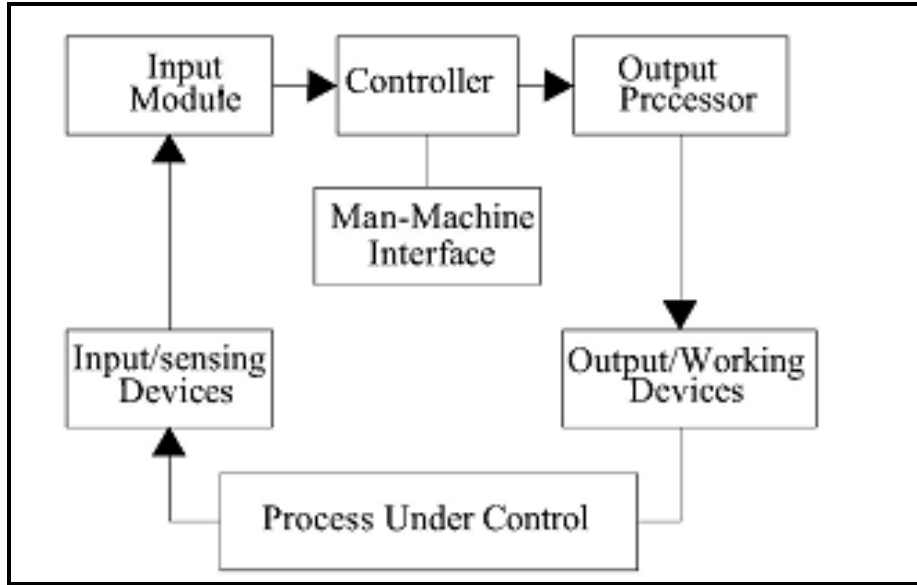 Input
Module
Controller
Output
Prccessor
Man-Machine
Interface
Input/sensing
Devices
Output/Working
Devices
Process Under Control